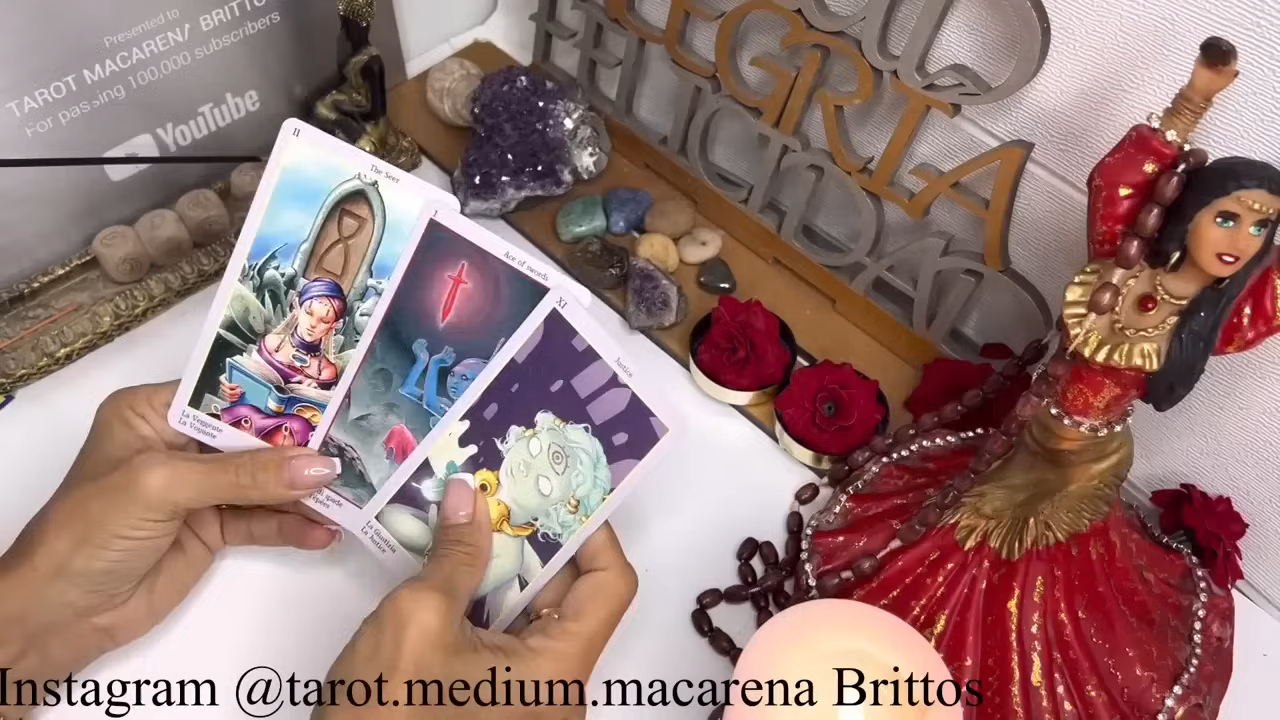 Presented to
TAROT MACAREN/ BRITTO
For passing 100,000 subscribers
YouTube
ALEGRIA
FELICIDAD
II
The Seer
La Veggente
La Voyante
I
Ace of swords
XI
Justice
La Giustizia
La Justice
Instagram @tarot.medium.macarena Brittos